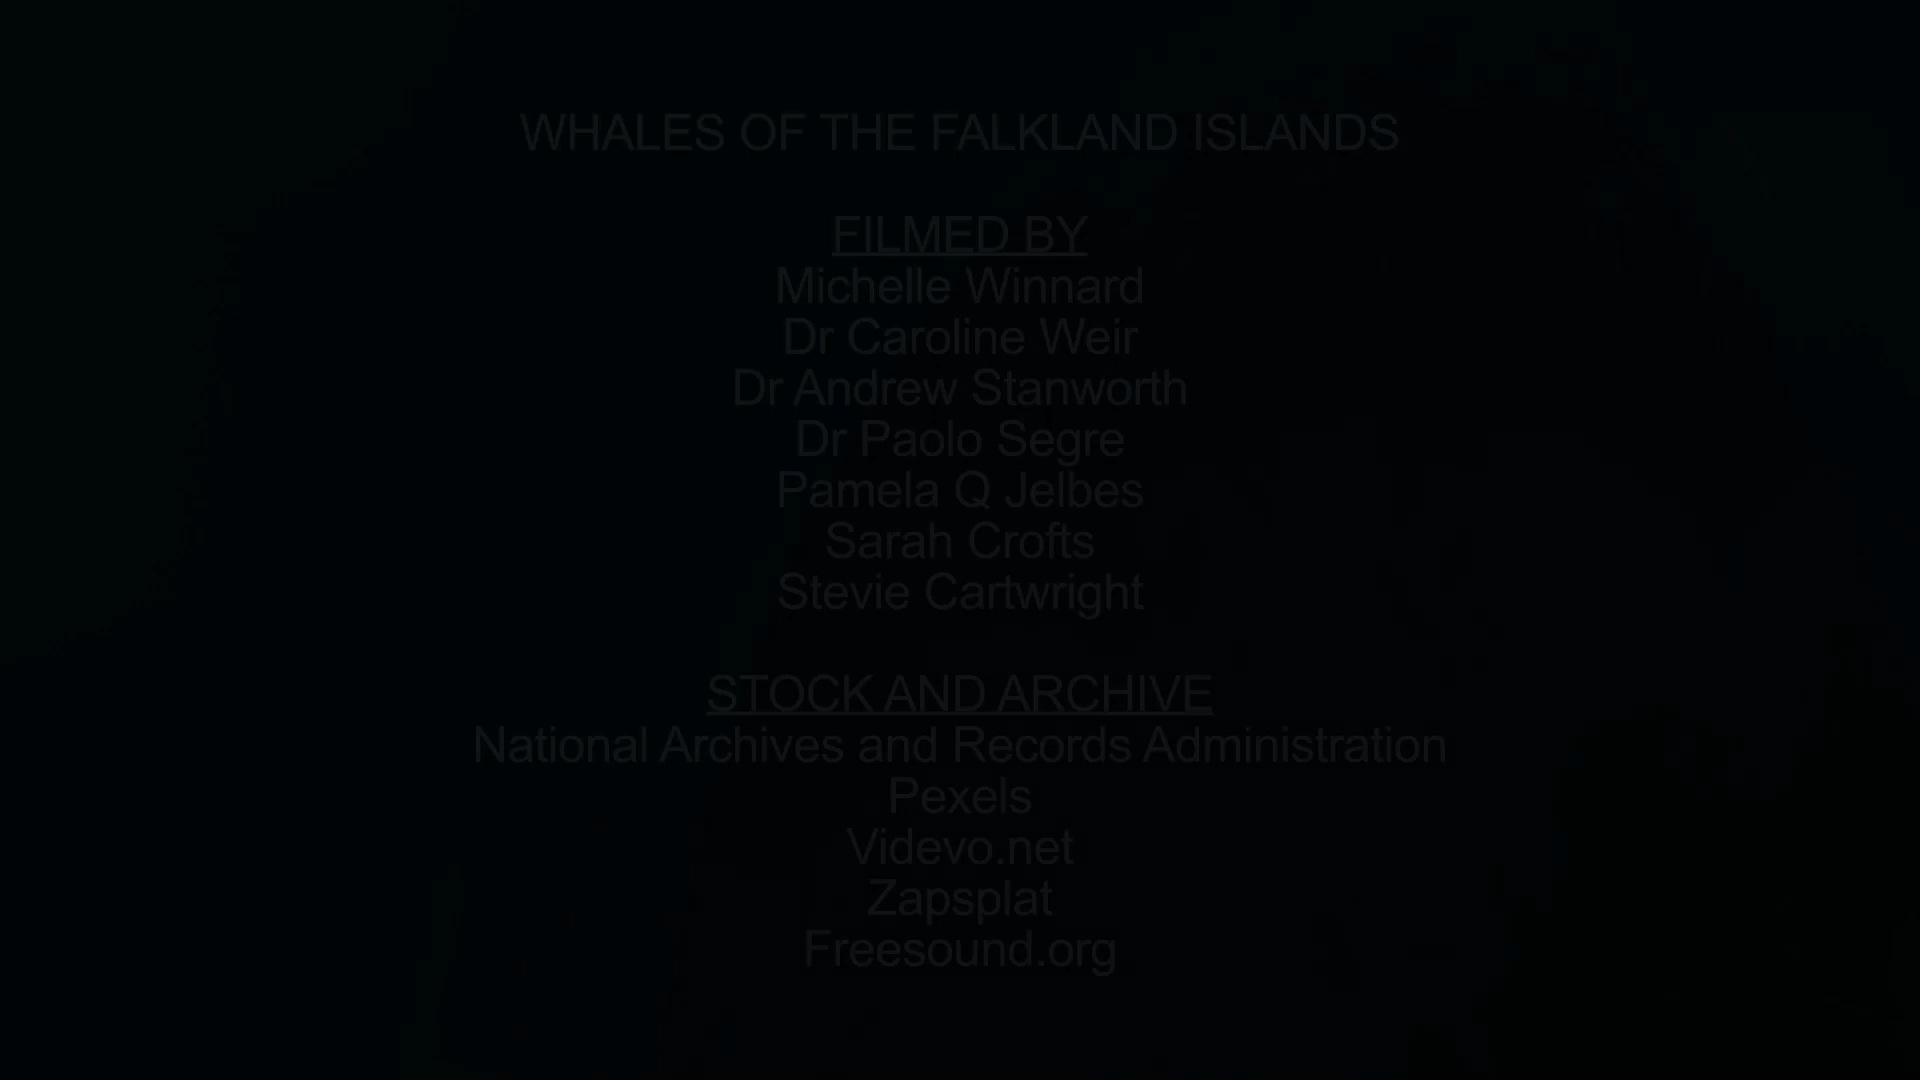 WHALES OF THE FALKLAND ISLANDS
FILMED BY
Michelle Winnard
Dr Caroline Weir
Dr Andrew Stanworth
Dr Paolo Segre
Pamela Q Jelbes
Sarah Crofts
Stevie Cartwright
STOCK AND ARCHIVE
National Archives and Records Administration
Pexels
Videvo.net
Zapsplat
Freesound.org